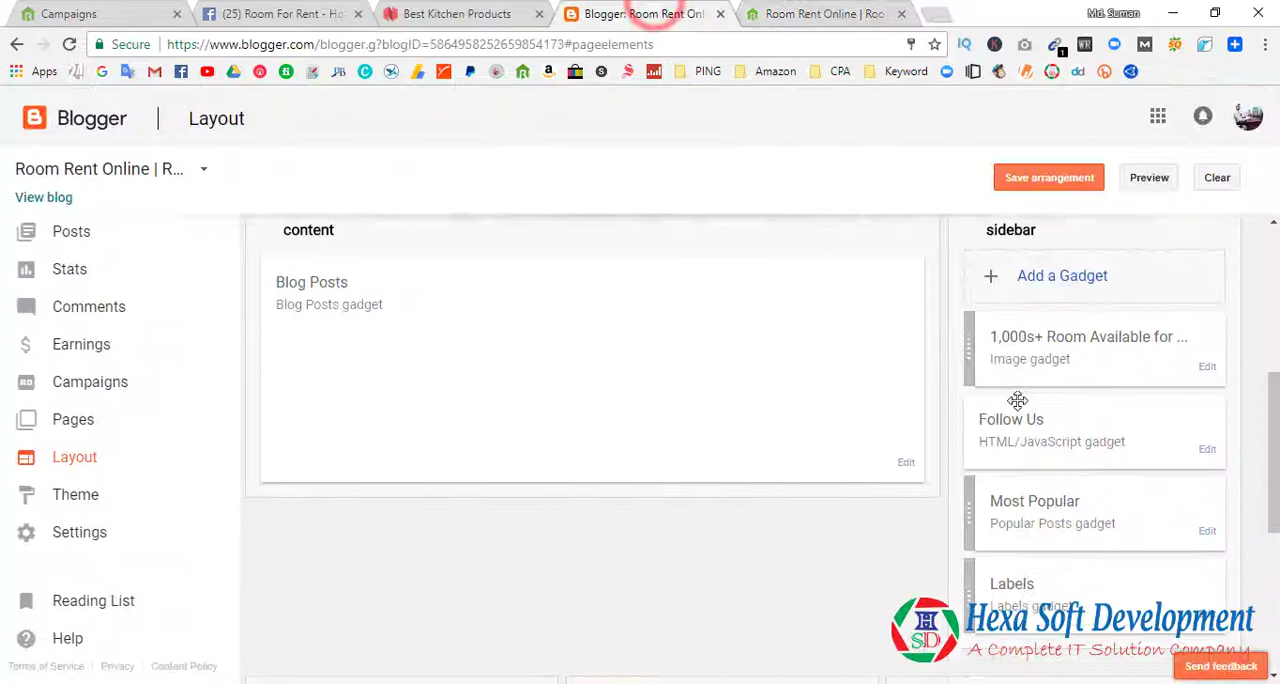 Campaigns
(25) Room For Rent - Ho
Best Kitchen Products
Blogger: Room Rent Onl
Room Rent Online | Roo
Md. Suman
Secure
https://www.blogger.com/blogger.g?blogID=5864958252659854173#pageelements
Apps
PING
Amazon
CPA
Keyword
Blogger
Layout
Room Rent Online | R...
View blog
Save arrangement
Preview
Clear
Posts
Stats
Comments
Earnings
Campaigns
Pages
Layout
Theme
Settings
Reading List
Help
Terms of Service
Privacy
Content Policy
content
Blog Posts
Blog Posts gadget
Edit
sidebar
Add a Gadget
1,000s+ Room Available for ...
Image gadget
Edit
Follow Us
HTML/JavaScript gadget
Edit
Most Popular
Popular Posts gadget
Edit
Labels
Labels gadget
HSD
Hexa Soft Development
A Complete IT Solution Company
Send feedback